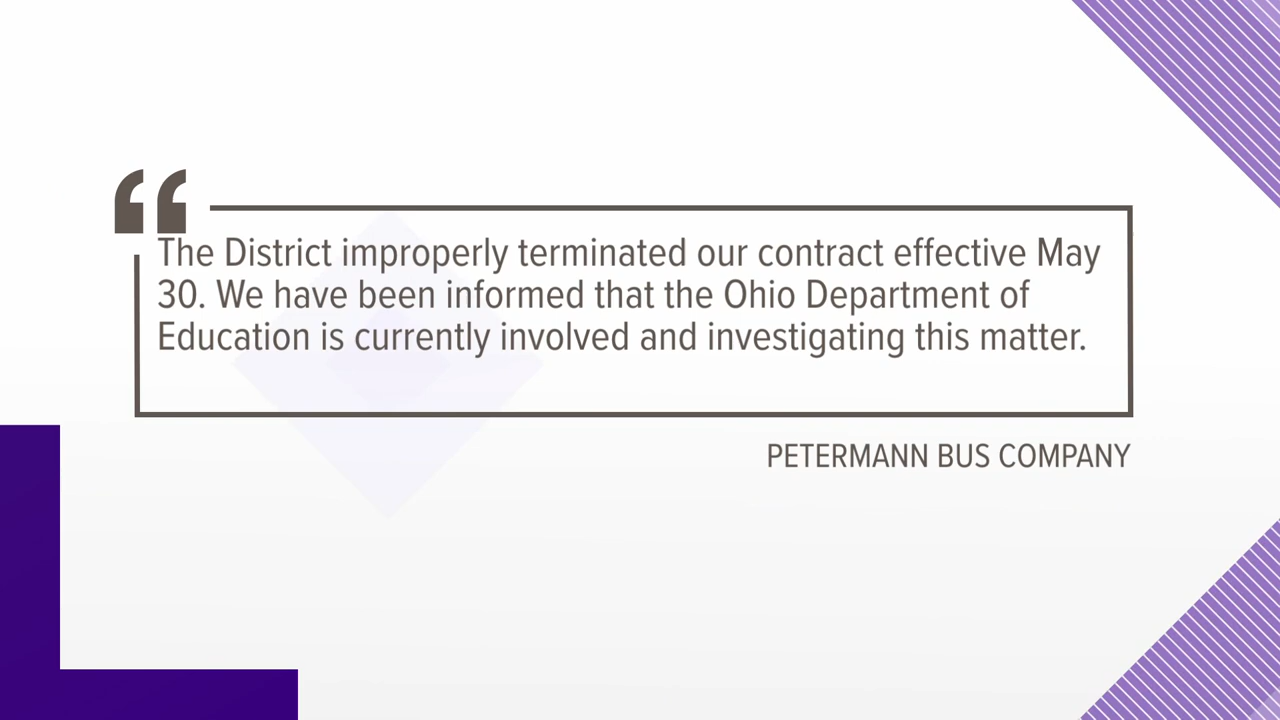 “
The District improperly terminated our contract effective May
30. We have been informed that the Ohio Department of
Education is currently involved and investigating this matter.
PETERMANN BUS COMPANY